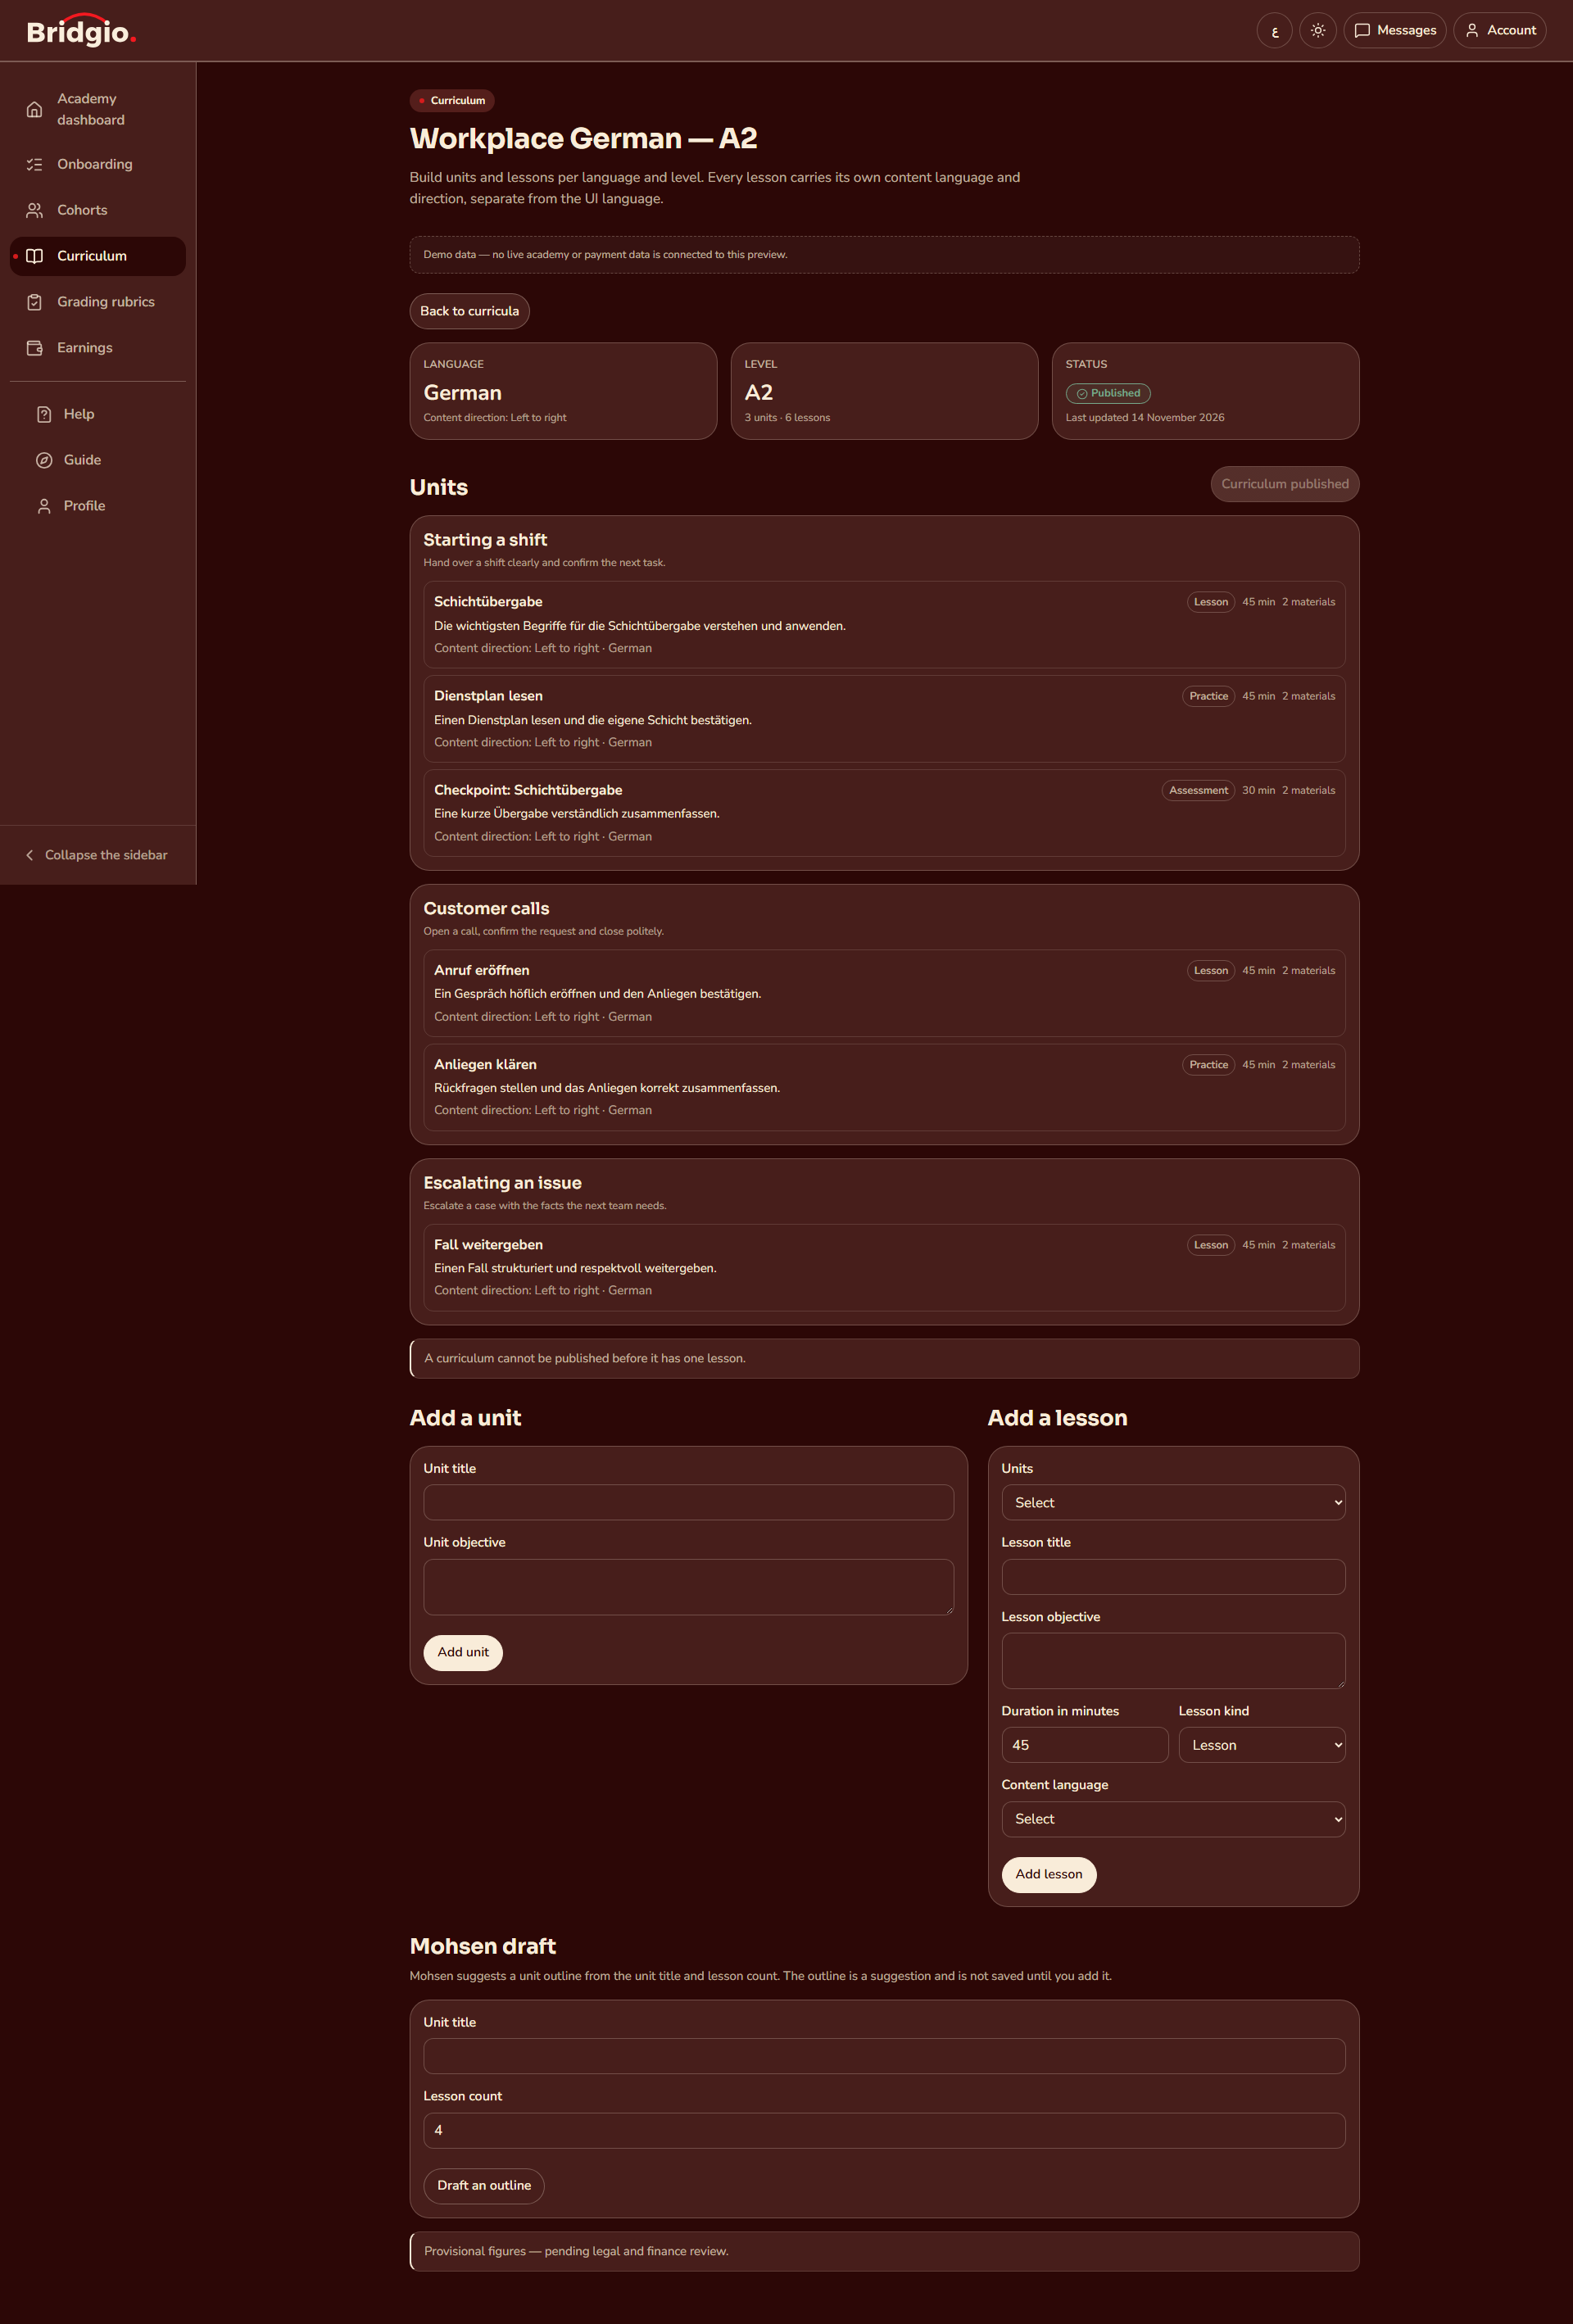 Bridgio.
ع
Messages
Account
Academy
dashboard
Onboarding
Cohorts
Curriculum
Grading rubrics
Earnings
Help
Guide
Profile
Collapse the sidebar
Curriculum
Workplace German — A2
Build units and lessons per language and level. Every lesson carries its own content language and
direction, separate from the UI language.
Demo data — no live academy or payment data is connected to this preview.
Back to curricula
LANGUAGE
German
Content direction: Left to right
LEVEL
A2
3 units · 6 lessons
STATUS
Published
Last updated 14 November 2026
Units
Curriculum published
Starting a shift
Hand over a shift clearly and confirm the next task.
Schichtübergabe
Lesson 45 min 2 materials
Die wichtigsten Begriffe für die Schichtübergabe verstehen und anwenden.
Content direction: Left to right · German
Dienstplan lesen
Practice 45 min 2 materials
Einen Dienstplan lesen und die eigene Schicht bestätigen.
Content direction: Left to right · German
Checkpoint: Schichtübergabe
Assessment 30 min 2 materials
Eine kurze Übergabe verständlich zusammenfassen.
Content direction: Left to right · German
Customer calls
Open a call, confirm the request and close politely.
Anruf eröffnen
Lesson 45 min 2 materials
Ein Gespräch höflich eröffnen und den Anliegen bestätigen.
Content direction: Left to right · German
Anliegen klären
Practice 45 min 2 materials
Rückfragen stellen und das Anliegen korrekt zusammenfassen.
Content direction: Left to right · German
Escalating an issue
Escalate a case with the facts the next team needs.
Fall weitergeben
Lesson 45 min 2 materials
Einen Fall strukturiert und respektvoll weitergeben.
Content direction: Left to right · German
A curriculum cannot be published before it has one lesson.
Add a unit
Unit title
Unit objective
Add unit
Add a lesson
Units
Select
Lesson title
Lesson objective
Duration in minutes
Lesson kind
45
Lesson
Content language
Select
Add lesson
Mohsen draft
Mohsen suggests a unit outline from the unit title and lesson count. The outline is a suggestion and is not saved until you add it.
Unit title
Lesson count
4
Draft an outline
Provisional figures — pending legal and finance review.